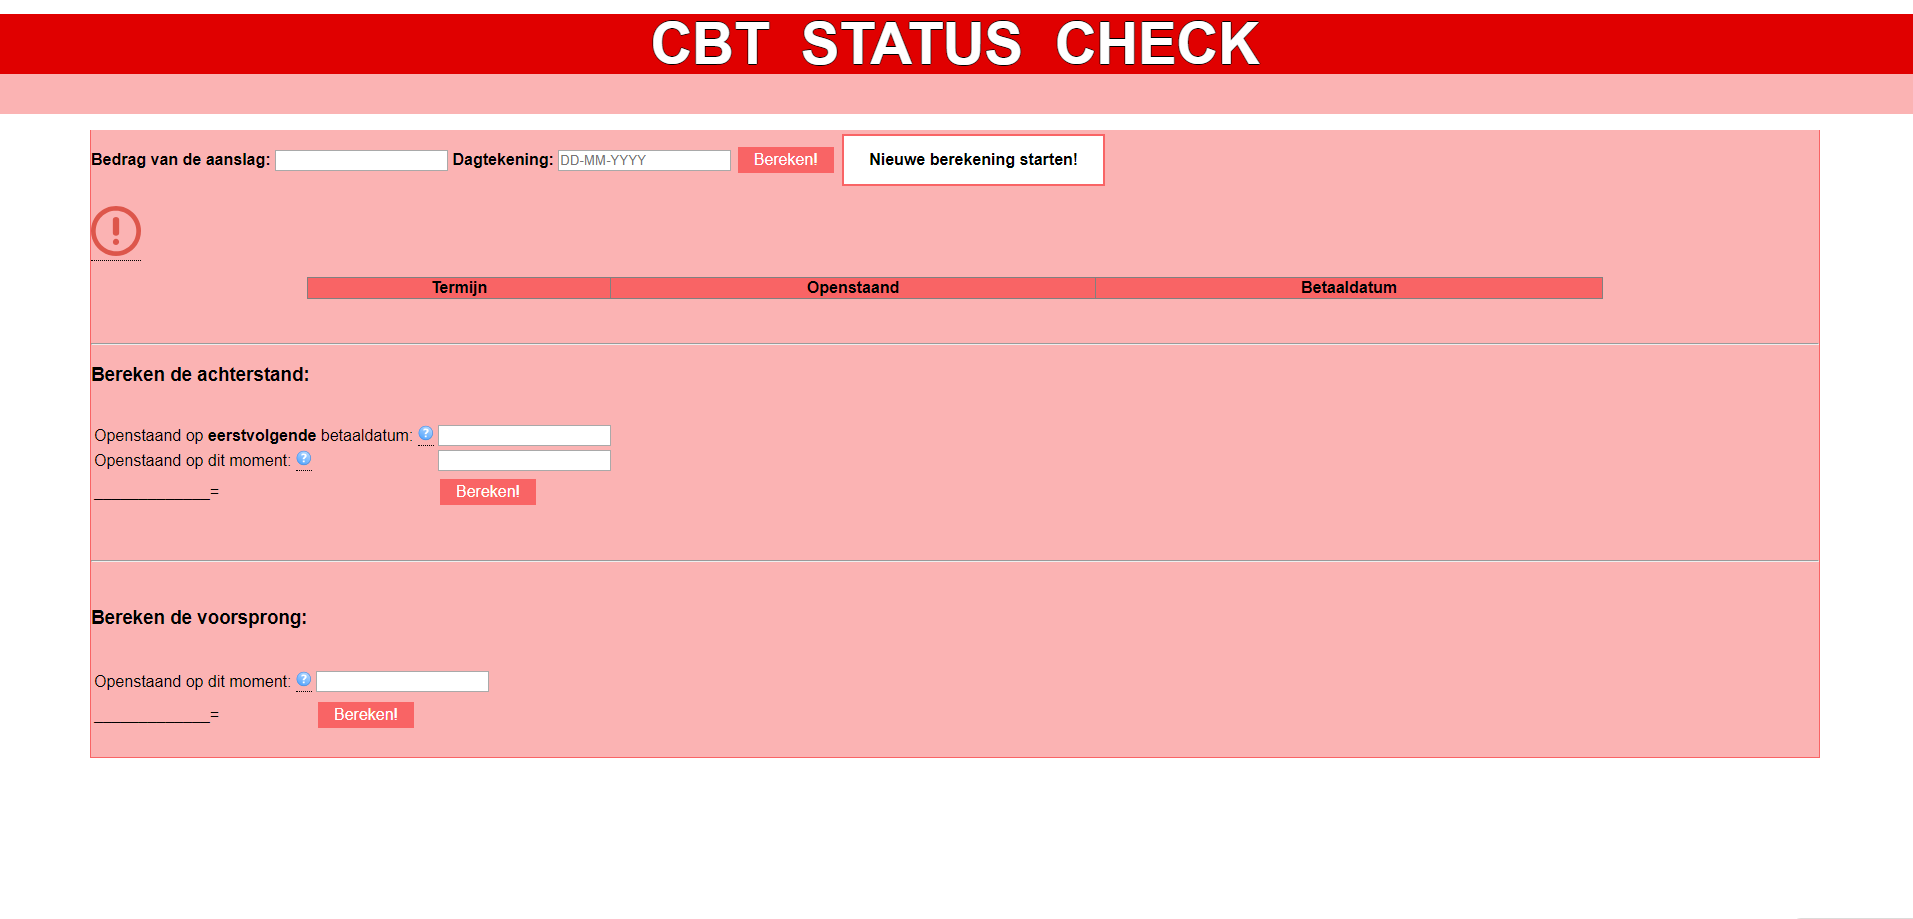 CBT STATUS CHECK
Bedrag van de aanslag: Dagtekening: DD-MM-YYYY Bereken! Nieuwe berekening starten!
Termijn Openstaand Betaaldatum
Bereken de achterstand:
Openstaand op eerstvolgende betaaldatum: ?
Openstaand op dit moment: ?
_____________= Bereken!
Bereken de voorsprong:
Openstaand op dit moment: ?
_____________= Bereken!